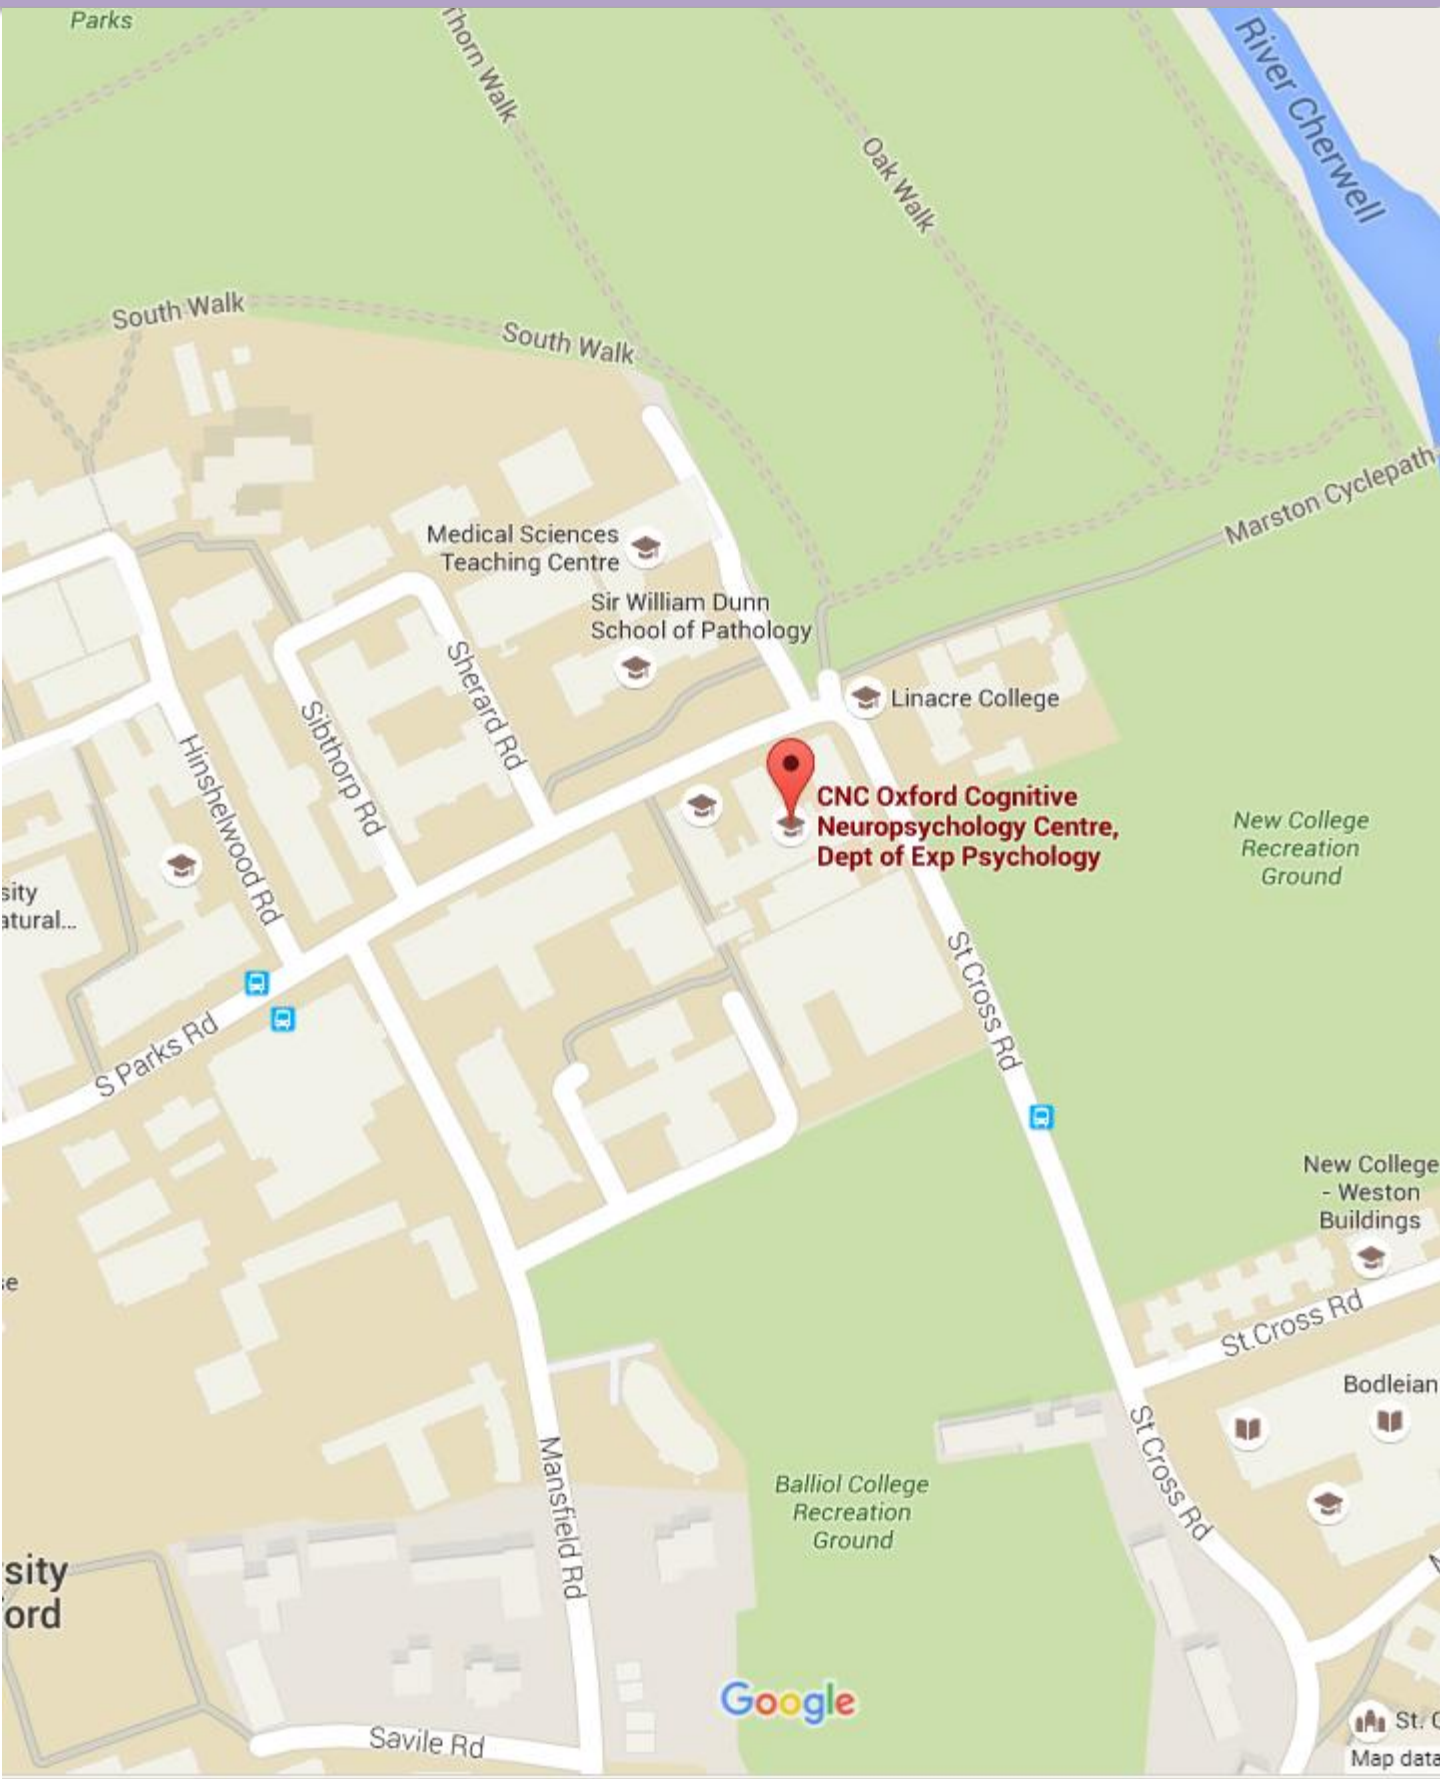 Parks
Thorn Walk
River Cherwell
Oak Walk
South Walk
South Walk
Marston Cyclepath
Medical Sciences
Teaching Centre
Sir William Dunn
School of Pathology
Sherard Rd
Linacre College
Sibthorp Rd
Hinshelwood Rd
CNC Oxford Cognitive
Neuropsychology Centre,
Dept of Exp Psychology
New College
Recreation
Ground
sity
atural...
St Cross Rd
S Parks Rd
New College
- Weston
Buildings
se
St.Cross Rd
Bodleian
St Cross Rd
Mansfield Rd
Balliol College
Recreation
Ground
sity
ord
Google
Savile Rd
St. C
Map data